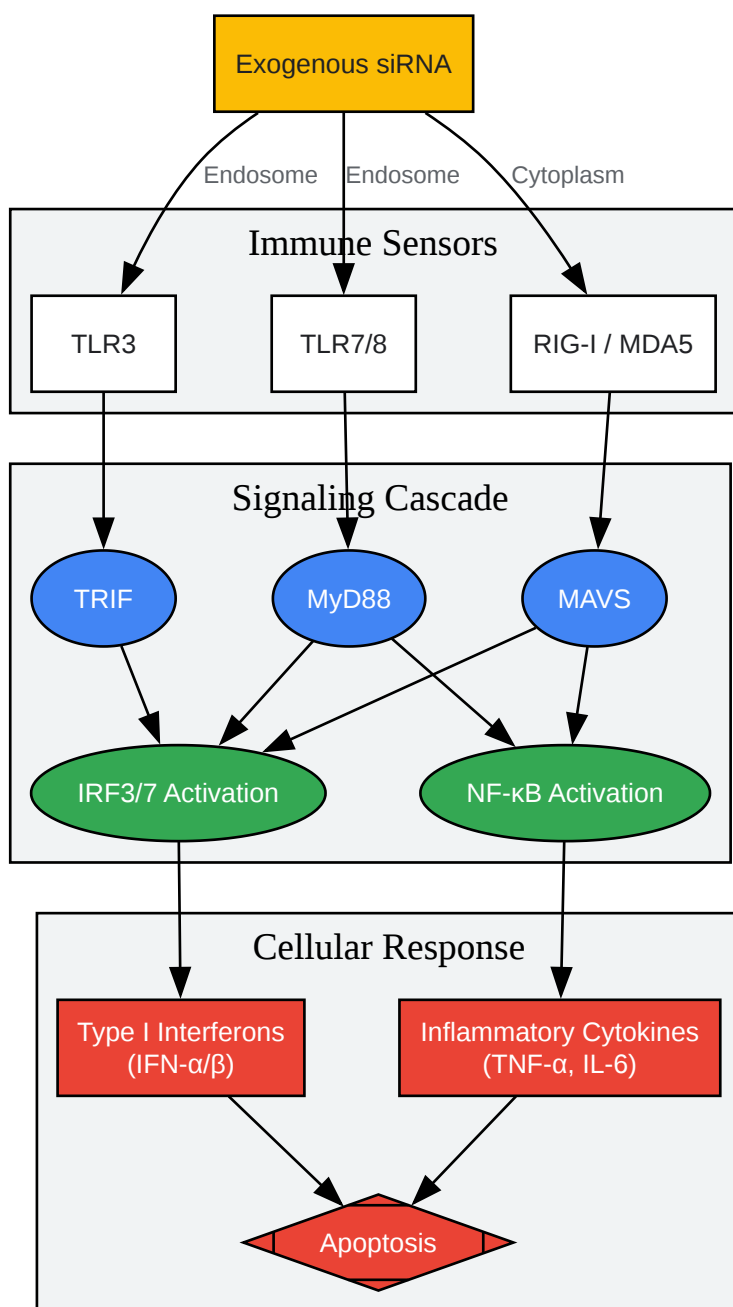 Exogenous siRNA
Endosome
Endosome
Cytoplasm
Immune Sensors
TLR3
TLR7/8
RIG-I / MDA5
Signaling Cascade
TRIF
MyD88
MAVS
IRF3/7 Activation
NF-κB Activation
Cellular Response
Type I Interferons
(IFN-α/β)
Inflammatory Cytokines
(TNF-α, IL-6)
Apoptosis